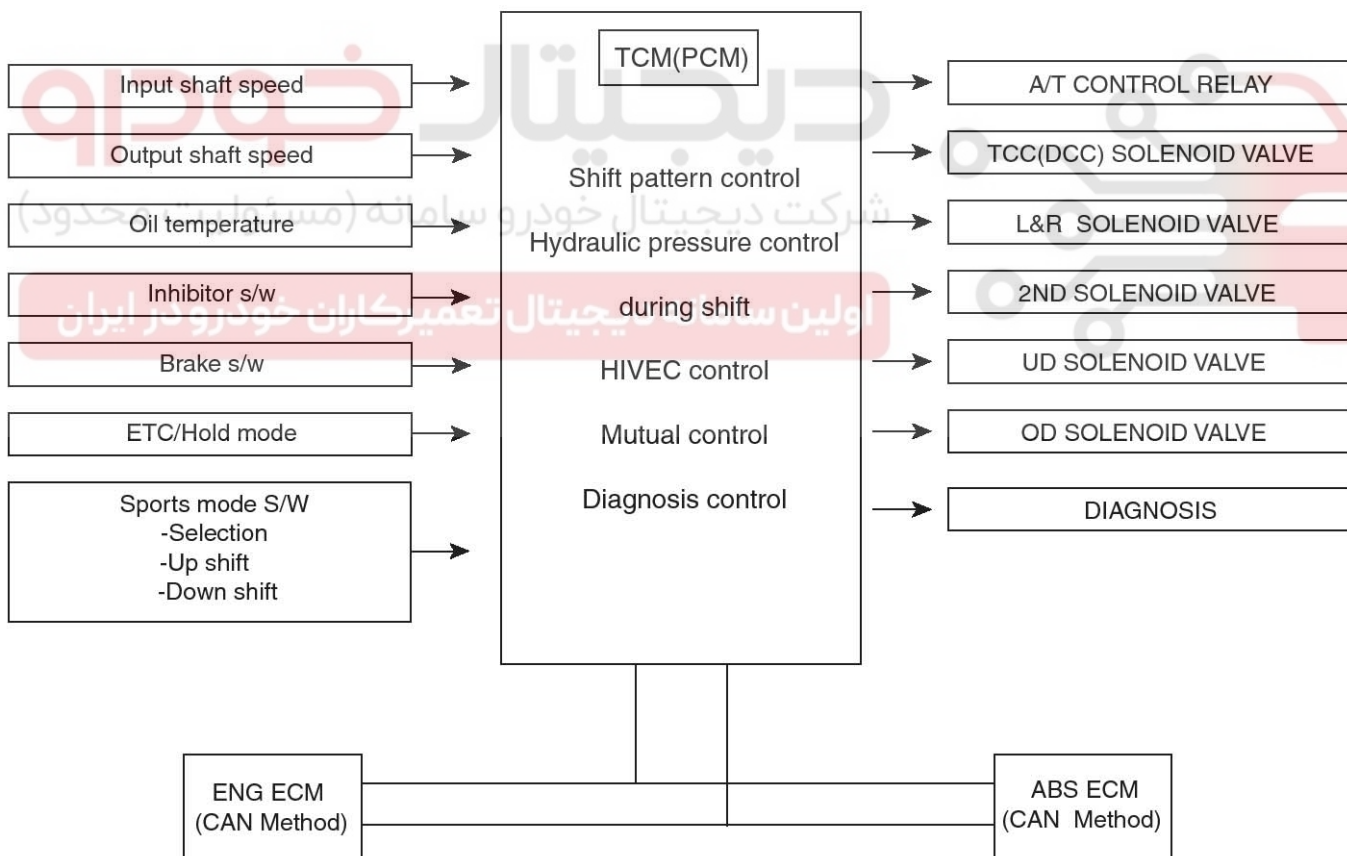 TCM(PCM)
Input shaft speed
Output shaft speed
Oil temperature
Inhibitor s/w
Brake s/w
ETC/Hold mode
Sports mode S/W
-Selection
-Up shift
-Down shift
Shift pattern control
Hydraulic pressure control
during shift
HIVEC control
Mutual control
Diagnosis control
A/T CONTROL RELAY
TCC(DCC) SOLENOID VALVE
L&R SOLENOID VALVE
2ND SOLENOID VALVE
UD SOLENOID VALVE
OD SOLENOID VALVE
DIAGNOSIS
ENG ECM
(CAN Method)
ABS ECM
(CAN Method)
دیجیتال خودرو
شرکت دیجیتال خودرو سامانه (مسئولیت محدود)
اولین سامانه دیجیتال تعمیرکاران خودرو در ایران